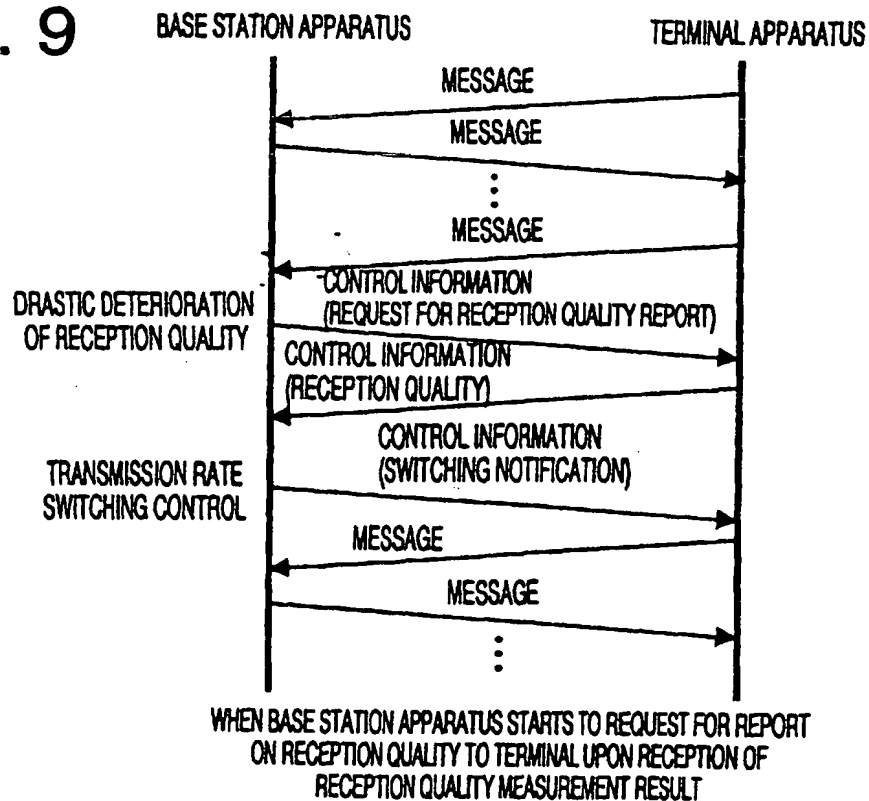 . 9
BASE STATION APPARATUS
TERMINAL APPARATUS
MESSAGE
MESSAGE
MESSAGE
CONTROL INFORMATION
(REQUEST FOR RECEPTION QUALITY REPORT)
DRASTIC DETERIORATION
OF RECEPTION QUALITY
CONTROL INFORMATION
(RECEPTION QUALITY)
CONTROL INFORMATION
(SWITCHING NOTIFICATION)
TRANSMISSION RATE
SWITCHING CONTROL
MESSAGE
MESSAGE
WHEN BASE STATION APPARATUS STARTS TO REQUEST FOR REPORT
ON RECEPTION QUALITY TO TERMINAL UPON RECEPTION OF
RECEPTION QUALITY MEASUREMENT RESULT